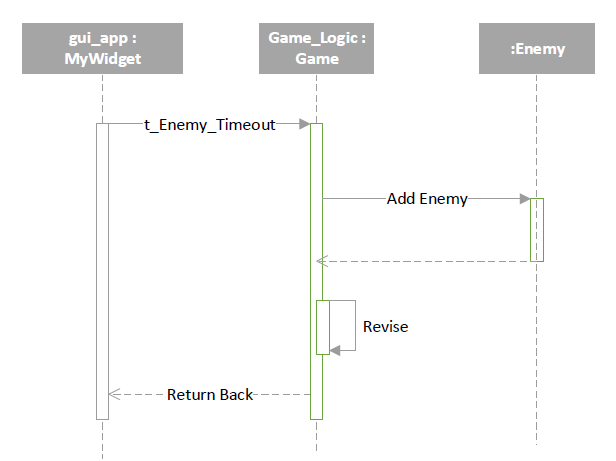 gui_app :
MyWidget
Game_Logic :
Game
:Enemy
t_Enemy_Timeout
Add Enemy
Revise
Return Back